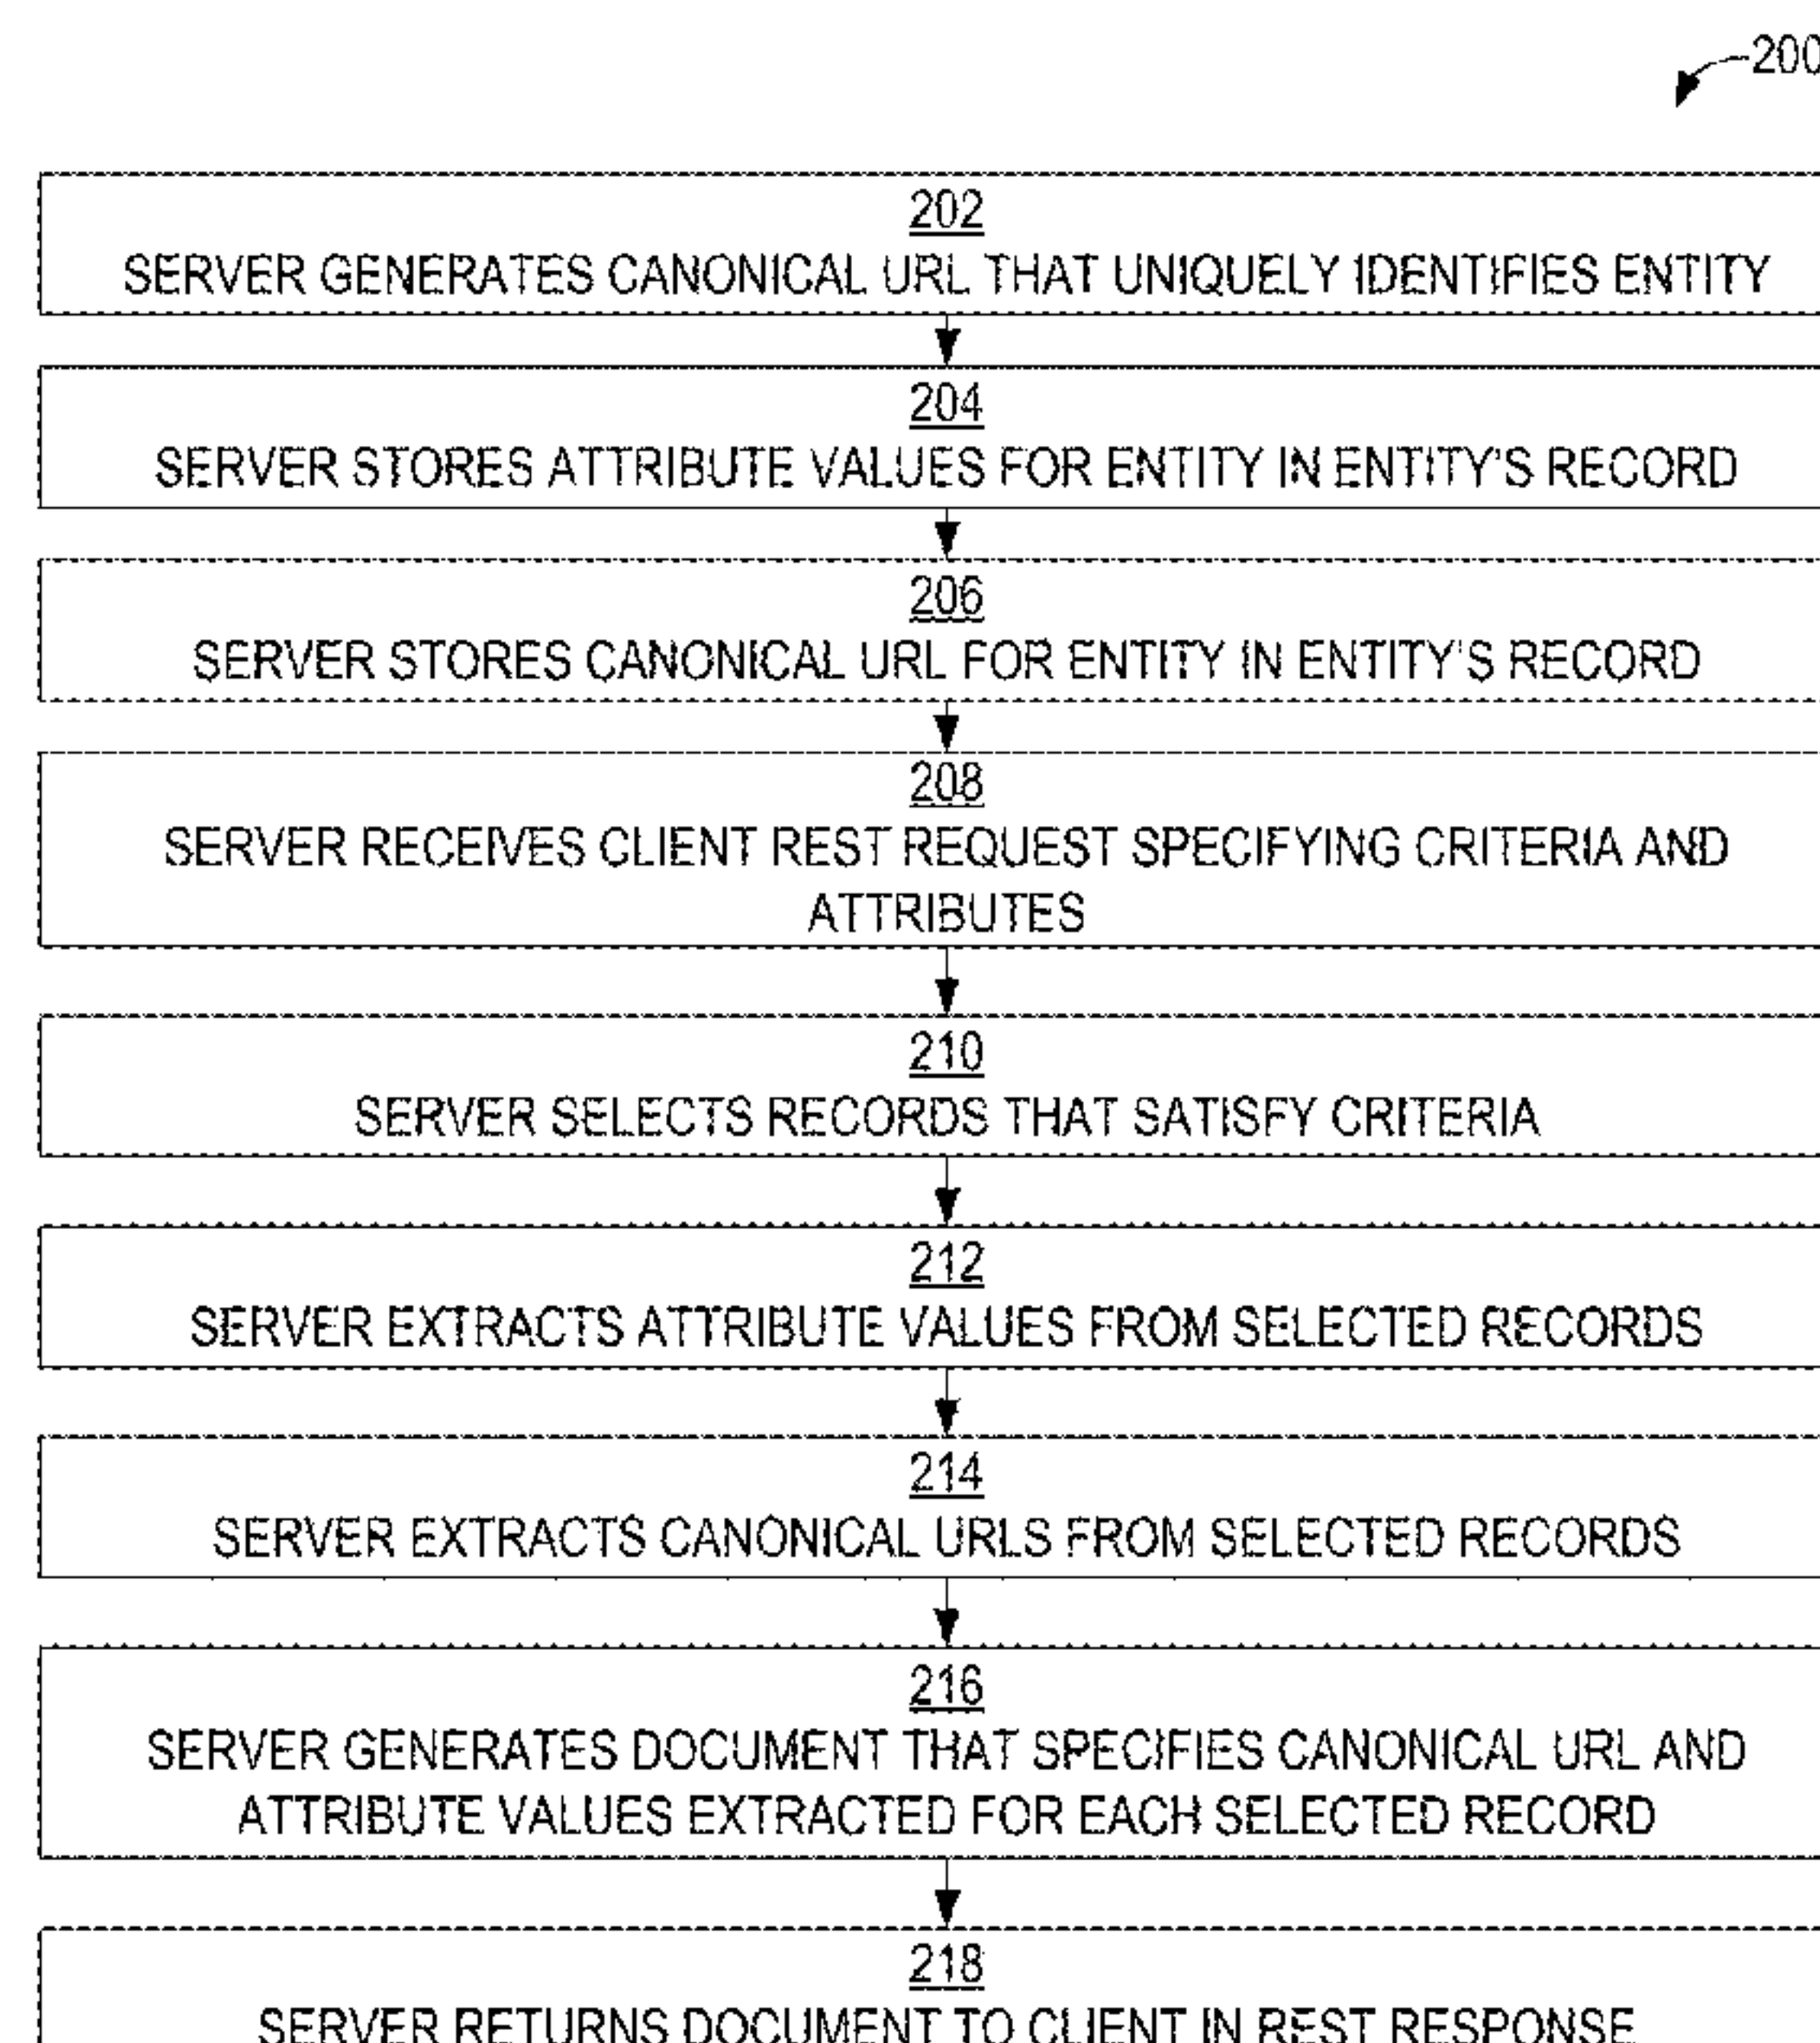 200
202
SERVER GENERATES CANONICAL URL THAT UNIQUELY IDENTIFIES ENTITY
204
SERVER STORES ATTRIBUTE VALUES FOR ENTITY IN ENTITY'S RECORD
206
SERVER STORES CANONICAL URL FOR ENTITY IN ENTITY'S RECORD
208
SERVER RECEIVES CLIENT REST REQUEST SPECIFYING CRITERIA AND
ATTRIBUTES
210
SERVER SELECTS RECORDS THAT SATISFY CRITERIA
212
SERVER EXTRACTS ATTRIBUTE VALUES FROM SELECTED RECORDS
214
SERVER EXTRACTS CANONICAL URLS FROM SELECTED RECORDS
216
SERVER GENERATES DOCUMENT THAT SPECIFIES CANONICAL URL AND
ATTRIBUTE VALUES EXTRACTED FOR EACH SELECTED RECORD
218
SERVER RETURNS DOCUMENT TO CLIENT IN REST RESPONSE